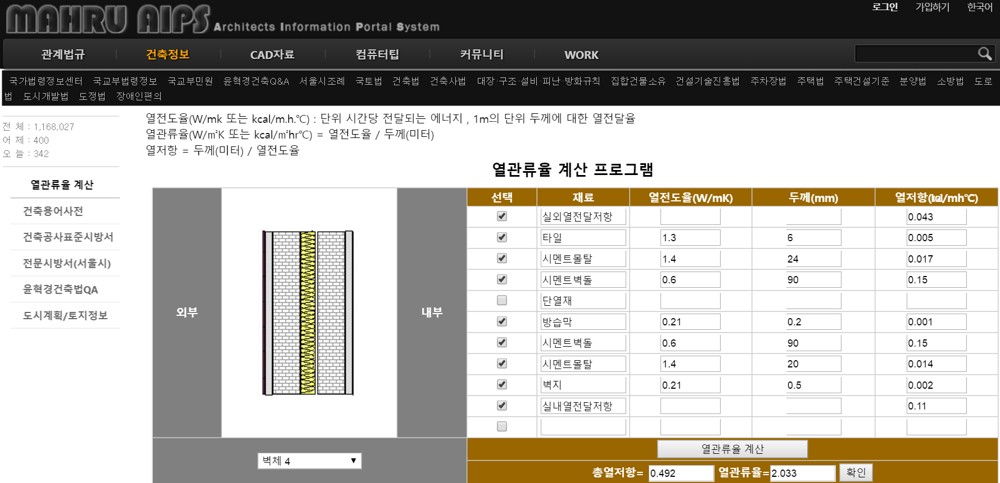 MAHRU AIPS Architects Information Portal System
로그인 가입하기 한국어
관계법규 건축정보 CAD자료 컴퓨터팁 커뮤니티 WORK
국가법령정보센터 국교부법령정보 국교부민원 윤혁경건축Q&A 서울시조례 국토법 건축법 건축사법 대장·구조·설비·피난·방화규칙 집합건물소유 건설기술진흥법 주차장법 주택법 주택건설기준 분양법 소방법 도로
법 도시개발법 도정법 장애인편의
전 체 : 1,168,027
어 제 : 400
오 늘 : 342
열관류율 계산
건축용어사전
건축공사표준시방서
전문시방서(서울시)
윤혁경건축법QA
도시계획/토지정보
열전도율(W/mk 또는 kcal/m.h.℃) : 단위 시간당 전달되는 에너지 , 1m의 단위 두께에 대한 열전달율
열관류율(W/㎡K 또는 kcal/㎡hr℃) = 열전도율 / 두께(미터)
열저항 = 두께(미터) / 열전도율
열관류율 계산 프로그램
외부
내부
벽체 4
선택 재료 열전도율(W/mK) 두께(mm) 열저항(㎉/mh℃)
실외열전달저항 0.043
타일 1.3 6 0.005
시멘트몰탈 1.4 24 0.017
시멘트벽돌 0.6 90 0.15
단열재
방습막 0.21 0.2 0.001
시멘트벽돌 0.6 90 0.15
시멘트몰탈 1.4 20 0.014
벽지 0.21 0.5 0.002
실내열전달저항 0.11
열관류율 계산
총열저항= 0.492 열관류율= 2.033 확인